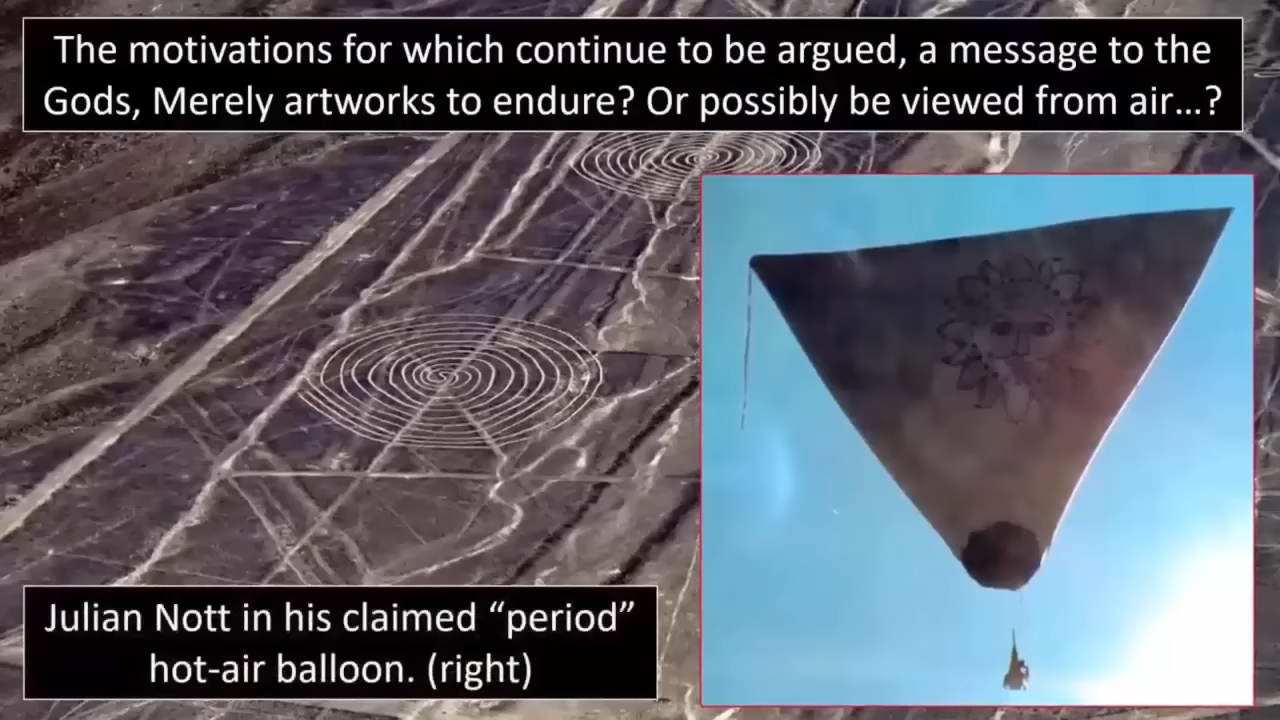 The motivations for which continue to be argued, a message to the
Gods, Merely artworks to endure? Or possibly be viewed from air…?
Julian Nott in his claimed “period”
hot-air balloon. (right)